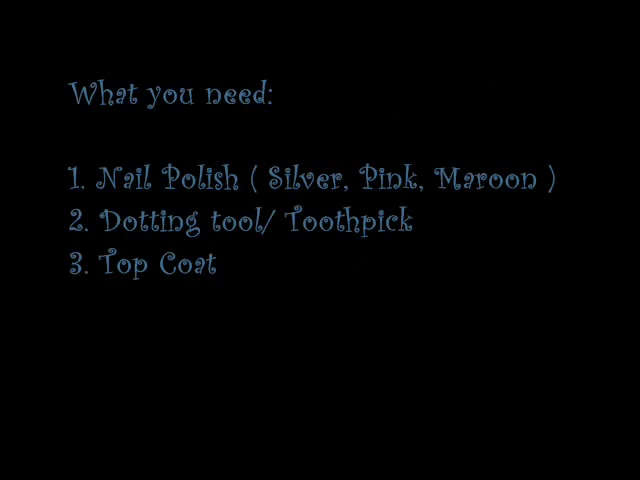 What you need:
1. Nail Polish ( Silver, Pink, Maroon )
2. Dotting tool/ Toothpick
3. Top Coat